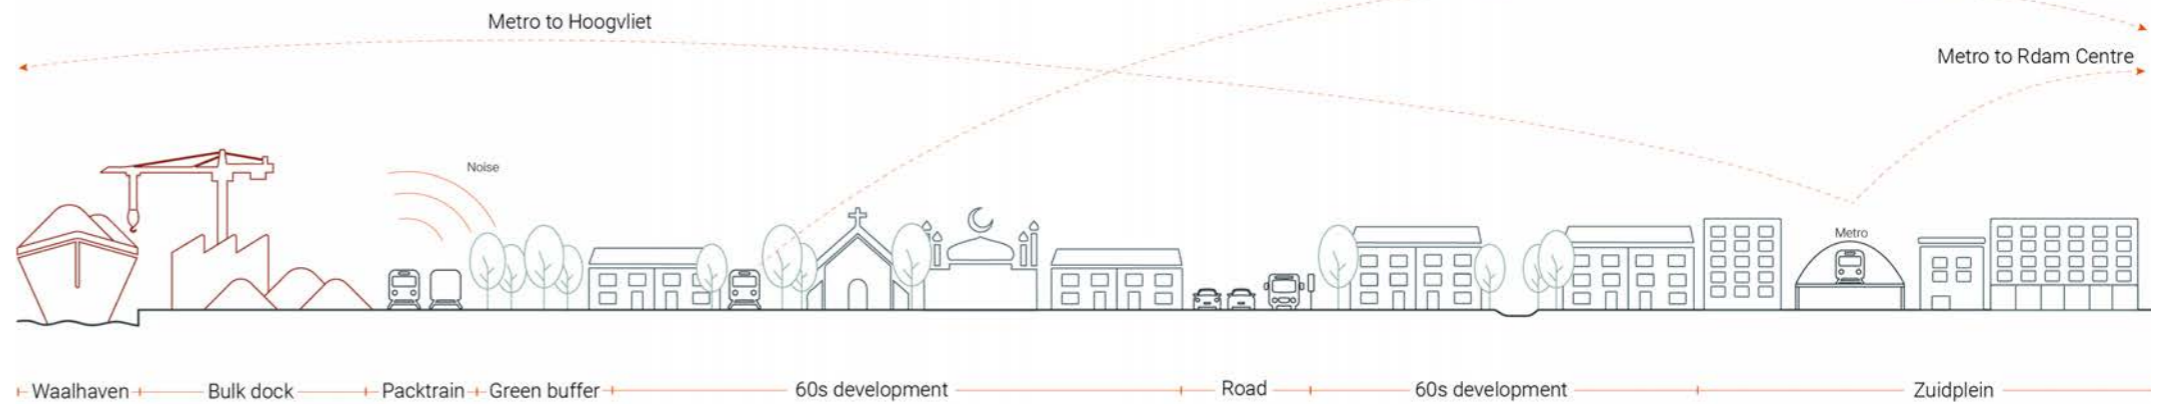 Metro to Hoogvliet
Metro to Rdam Centre
Noise
Metro
Waalhaven
Bulk dock
Packtrain
Green buffer
60s development
Road
60s development
Zuidplein